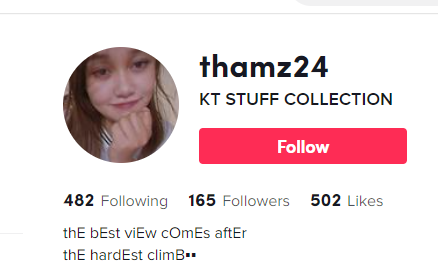 thamz24
KT STUFF COLLECTION
Follow
482 Following 165 Followers 502 Likes
thE bEst viEw cOmEs aftEr
thE hardEst climB▪▪